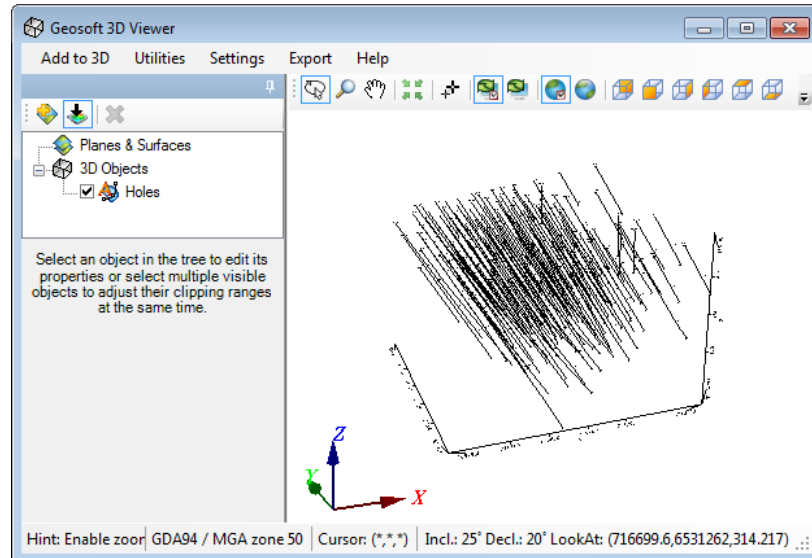 Geosoft 3D Viewer
Add to 3D Utilities Settings Export Help
Planes & Surfaces
3D Objects
Holes
Select an object in the tree to edit its
properties or select multiple visible
objects to adjust their clipping ranges
at the same time.
Z
Y
X
Hint: Enable zoor GDA94 / MGA zone 50 Cursor: (*,*,*) Incl.: 25° Decl.: 20° LookAt: (716699.6,6531262,314.217)